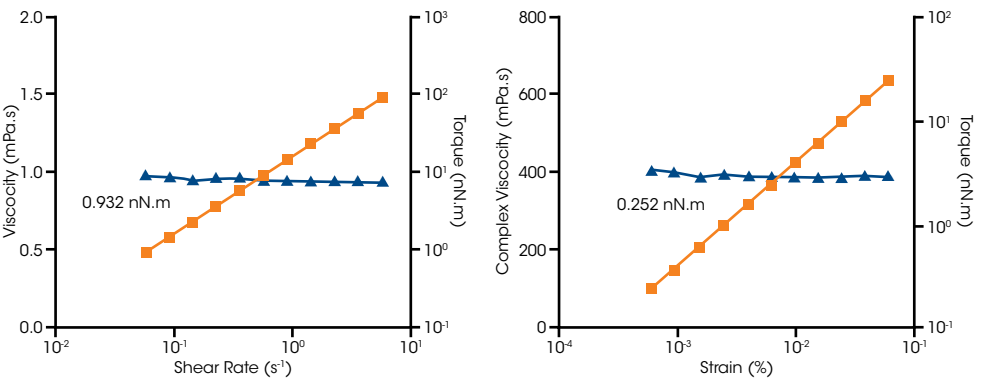 2.0
1.5
1.0
0.5
0.0
Viscocity (mPa.s)
10³
10²
10¹
10⁰
10⁻¹
Torque (nN.m)
0.932 nN.m
10⁻² 10⁻¹ 10⁰ 10¹
Shear Rate (s⁻¹)
800
600
400
200
0
Complex Viscocity (mPa.s)
10²
10¹
10⁰
10⁻¹
Torque (nN.m)
0.252 nN.m
10⁻⁴ 10⁻³ 10⁻² 10⁻¹
Strain (%)